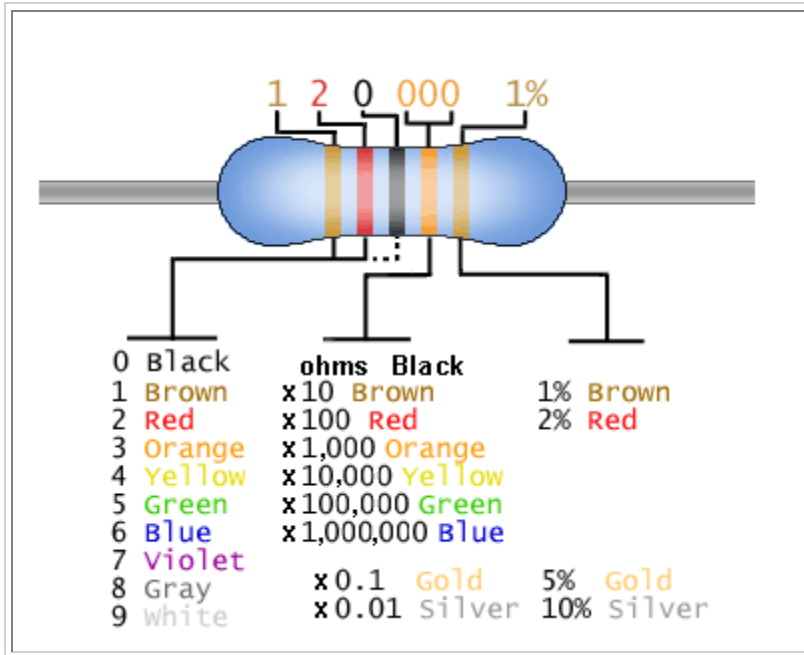 1 2 0 000 1%
0 Black ohms Black
1 Brown x10 Brown 1% Brown
2 Red x100 Red 2% Red
3 Orange x1,000 Orange
4 Yellow x10,000 Yellow
5 Green x100,000 Green
6 Blue x1,000,000 Blue
7 Violet
8 Gray x0.1 Gold 5% Gold
9 White x0.01 Silver 10% Silver